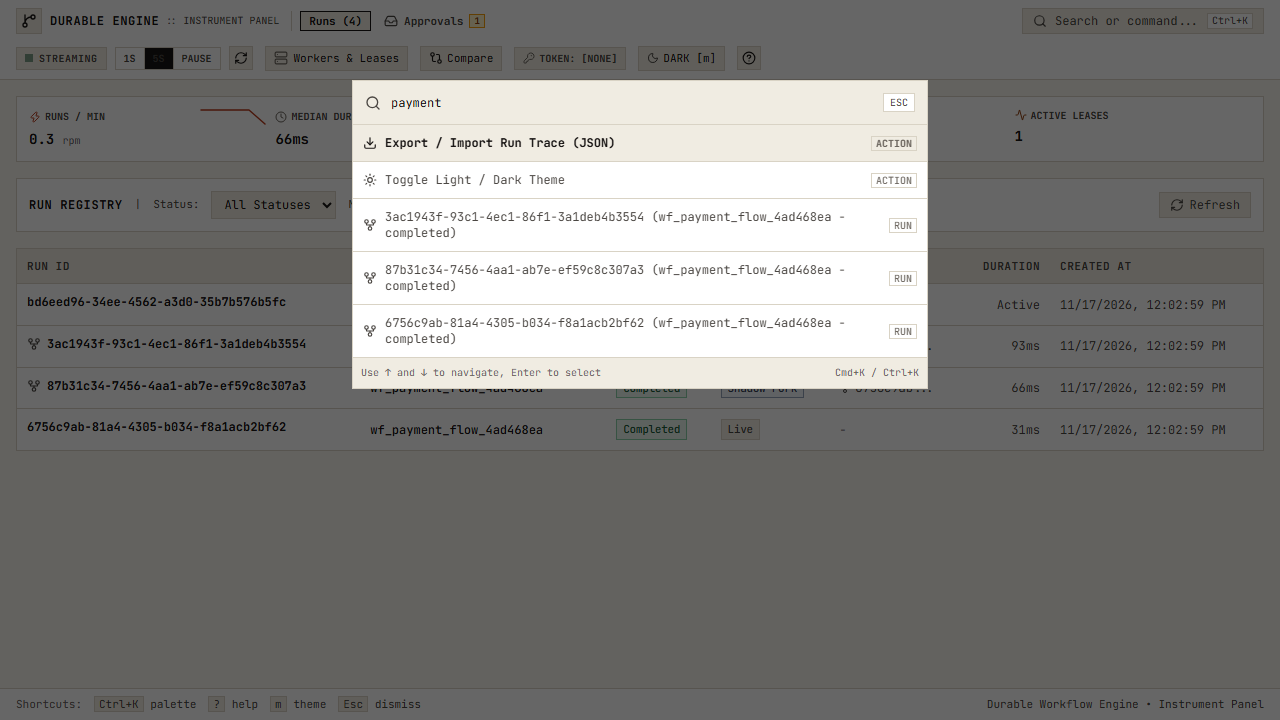 DURABLE ENGINE :: INSTRUMENT PANEL Runs (4) Approvals 1 Search or command... Ctrl+K
STREAMING 1S 5S PAUSE Workers & Leases Compare TOKEN: [NONE] DARK [m]
payment ESC
Export / Import Run Trace (JSON) ACTION
Toggle Light / Dark Theme ACTION
3ac1943f-93c1-4ec1-86f1-3a1deb4b3554 (wf_payment_flow_4ad468ea -
completed) RUN
87b31c34-7456-4aa1-ab7e-ef59c8c307a3 (wf_payment_flow_4ad468ea -
completed) RUN
6756c9ab-81a4-4305-b034-f8a1acb2bf62 (wf_payment_flow_4ad468ea -
completed) RUN
Use ↑ and ↓ to navigate, Enter to select Cmd+K / Ctrl+K
RUNS / MIN MEDIAN DUR ACTIVE LEASES
0.3 rpm 66ms 1
RUN REGISTRY | Status: All Statuses Refresh
RUN ID DURATION CREATED AT
bd6eed96-34ee-4562-a3d0-35b7b576b5fc Active 11/17/2026, 12:02:59 PM
3ac1943f-93c1-4ec1-86f1-3a1deb4b3554 93ms 11/17/2026, 12:02:59 PM
87b31c34-7456-4aa1-ab7e-ef59c8c307a3 wf_payment_flow_4ad468ea Completed Shadow Fork 66ms 11/17/2026, 12:02:59 PM
6756c9ab-81a4-4305-b034-f8a1acb2bf62 wf_payment_flow_4ad468ea Completed Live - 31ms 11/17/2026, 12:02:59 PM
Shortcuts: Ctrl+K palette ? help m theme Esc dismiss Durable Workflow Engine • Instrument Panel